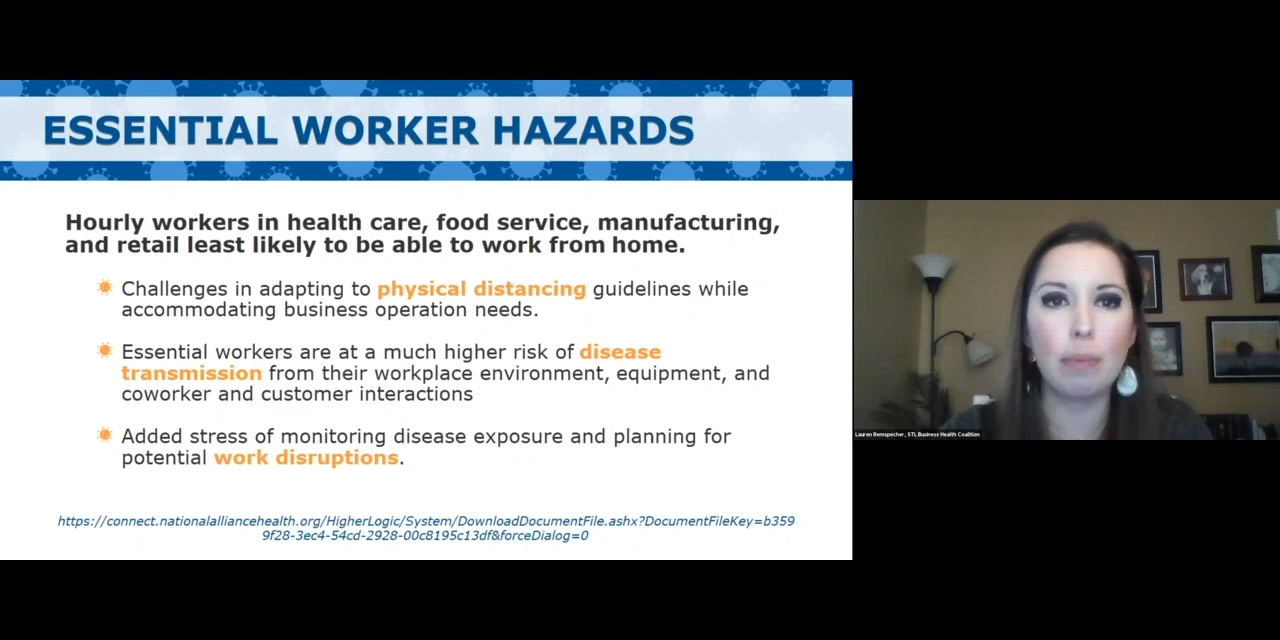 ESSENTIAL WORKER HAZARDS
Hourly workers in health care, food service, manufacturing,
and retail least likely to be able to work from home.
Challenges in adapting to physical distancing guidelines while
accommodating business operation needs.
Essential workers are at a much higher risk of disease
transmission from their workplace environment, equipment, and
coworker and customer interactions
Added stress of monitoring disease exposure and planning for
potential work disruptions.
https://connect.nationalalliancehealth.org/HigherLogic/System/DownloadDocumentFile.ashx?DocumentFileKey=b359
9f28-3ec4-54cd-2928-00c8195c13df&forceDialog=0
Lauren Remspecher, STL Business Health Coalition